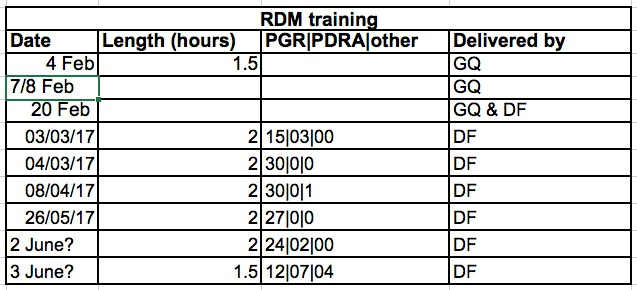 RDM training
Date Length (hours) PGR|PDRA|other Delivered by
4 Feb 1.5 GQ
7/8 Feb GQ
20 Feb GQ & DF
03/03/17 2 15|03|00 DF
04/03/17 2 30|0|0 DF
08/04/17 2 30|0|1 DF
26/05/17 2 27|0|0 DF
2 June? 2 24|02|00 DF
3 June? 1.5 12|07|04 DF